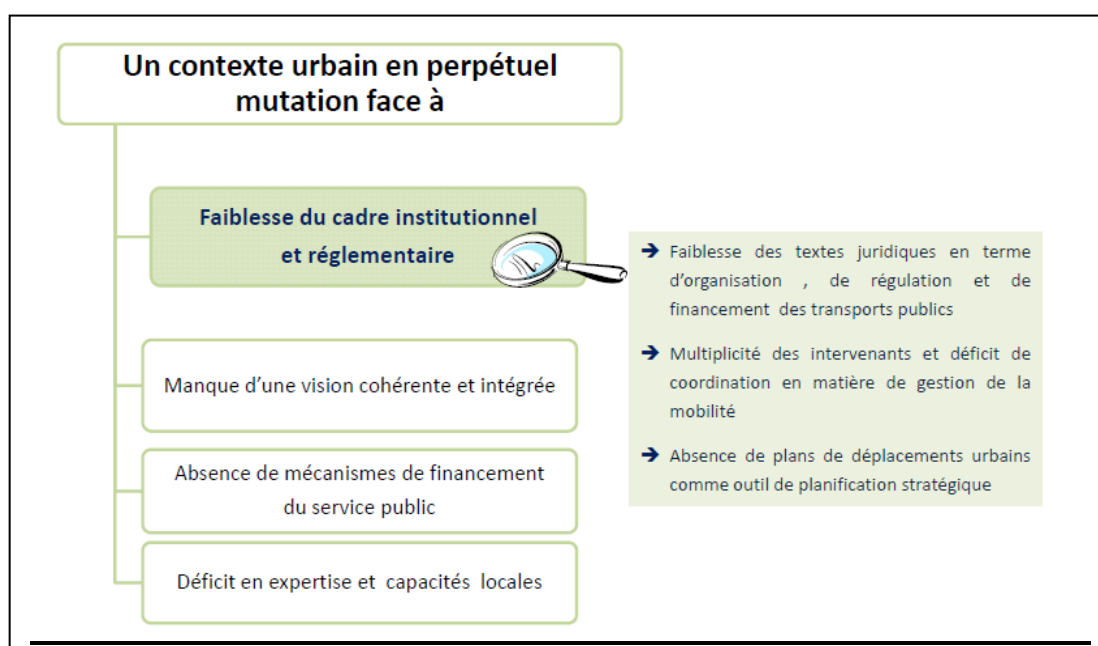 Un contexte urbain en perpétuel
mutation face à
Faiblesse du cadre institutionnel
et réglementaire
➔ Faiblesse des textes juridiques en terme
d'organisation , de régulation et de
financement des transports publics
➔ Multiplicité des intervenants et déficit de
coordination en matière de gestion de la
mobilité
➔ Absence de plans de déplacements urbains
comme outil de planification stratégique
Manque d'une vision cohérente et intégrée
Absence de mécanismes de financement
du service public
Déficit en expertise et capacités locales